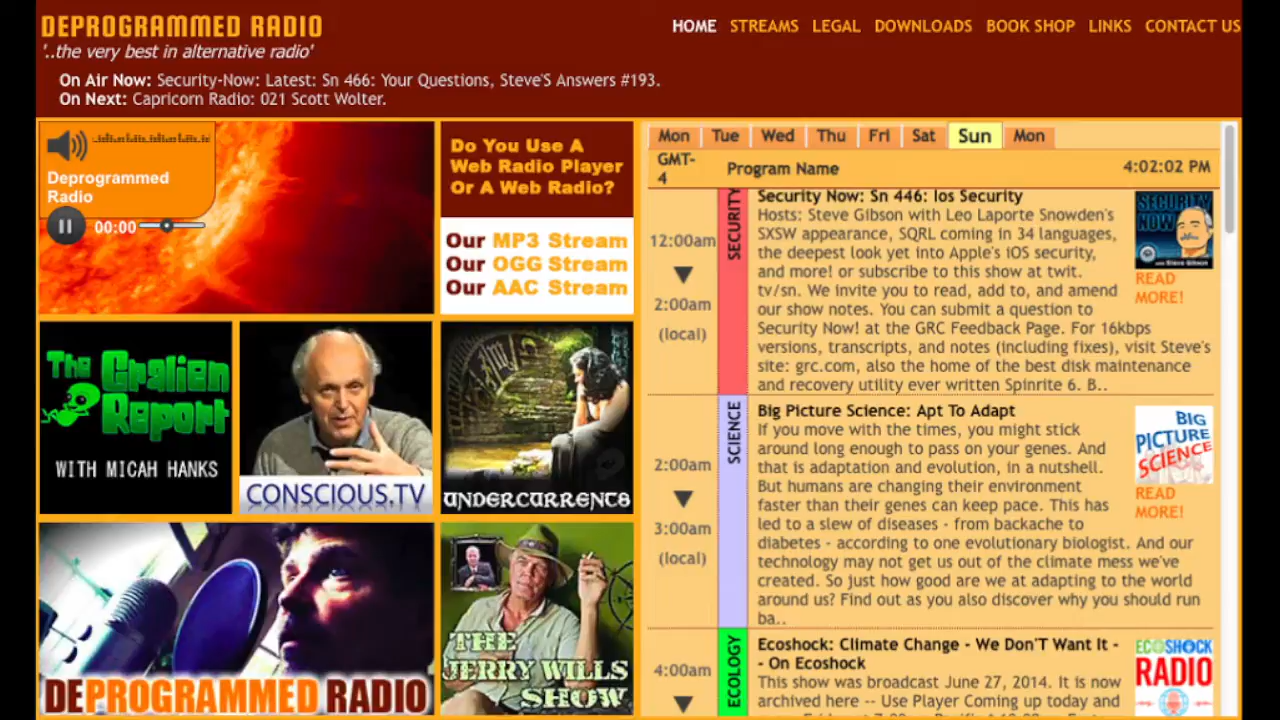 DEPROGRAMMED RADIO
'..the very best in alternative radio'
HOME STREAMS LEGAL DOWNLOADS BOOK SHOP LINKS CONTACT US
On Air Now: Security-Now: Latest: Sn 466: Your Questions, Steve'S Answers #193.
On Next: Capricorn Radio: 021 Scott Wolter.
Deprogrammed
Radio
00:00
Do You Use A
Web Radio Player
Or A Web Radio?
Our MP3 Stream
Our OGG Stream
Our AAC Stream
The
Gralien
Report
WITH MICAH HANKS
CONSCIOUS.TV
UNDERCURRENTS
DEPROGRAMMED RADIO
THE
JERRY WILLS
SHOW
Mon Tue Wed Thu Fri Sat Sun Mon
GMT-
4
Program Name
4:02:02 PM
12:00am
2:00am
(local)
SECURITY
Security Now: Sn 446: Ios Security
Hosts: Steve Gibson with Leo Laporte Snowden's
SXSW appearance, SQRL coming in 34 languages,
the deepest look yet into Apple's iOS security,
and more! or subscribe to this show at twit.
tv/sn. We invite you to read, add to, and amend
our show notes. You can submit a question to
Security Now! at the GRC Feedback Page. For 16kbps
versions, transcripts, and notes (including fixes), visit Steve's
site: grc.com, also the home of the best disk maintenance
and recovery utility ever written Spinrite 6. B..
SECURITY
NOW
with Steve Gibson
READ
MORE!
2:00am
3:00am
(local)
SCIENCE
Big Picture Science: Apt To Adapt
If you move with the times, you might stick
around long enough to pass on your genes. And
that is adaptation and evolution, in a nutshell.
But humans are changing their environment
faster than their genes can keep pace. This has
led to a slew of diseases - from backache to
diabetes - according to one evolutionary biologist. And our
technology may not get us out of the climate mess we've
created. So just how good are we at adapting to the world
around us? Find out as you also discover why you should run
ba..
BIG
PICTURE
SCIENCE
READ
MORE!
4:00am
ECOLOGY
Ecoshock: Climate Change - We Don'T Want It -
- On Ecoshock
This show was broadcast June 27, 2014. It is now
archived here -- Use Player Coming up today and
ECOSHOCK
RADIO